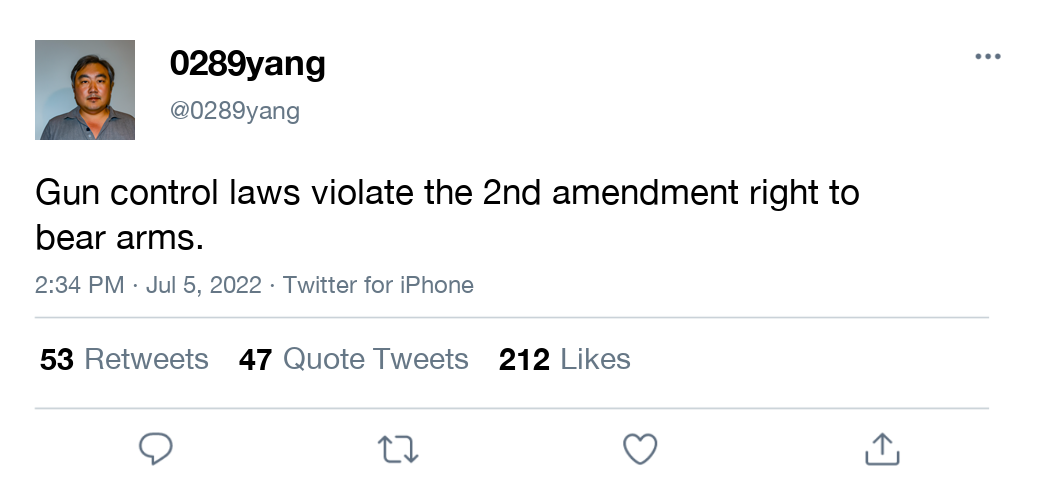 0289yang
@0289yang
Gun control laws violate the 2nd amendment right to
bear arms.
2:34 PM · Jul 5, 2022 · Twitter for iPhone
53 Retweets 47 Quote Tweets 212 Likes